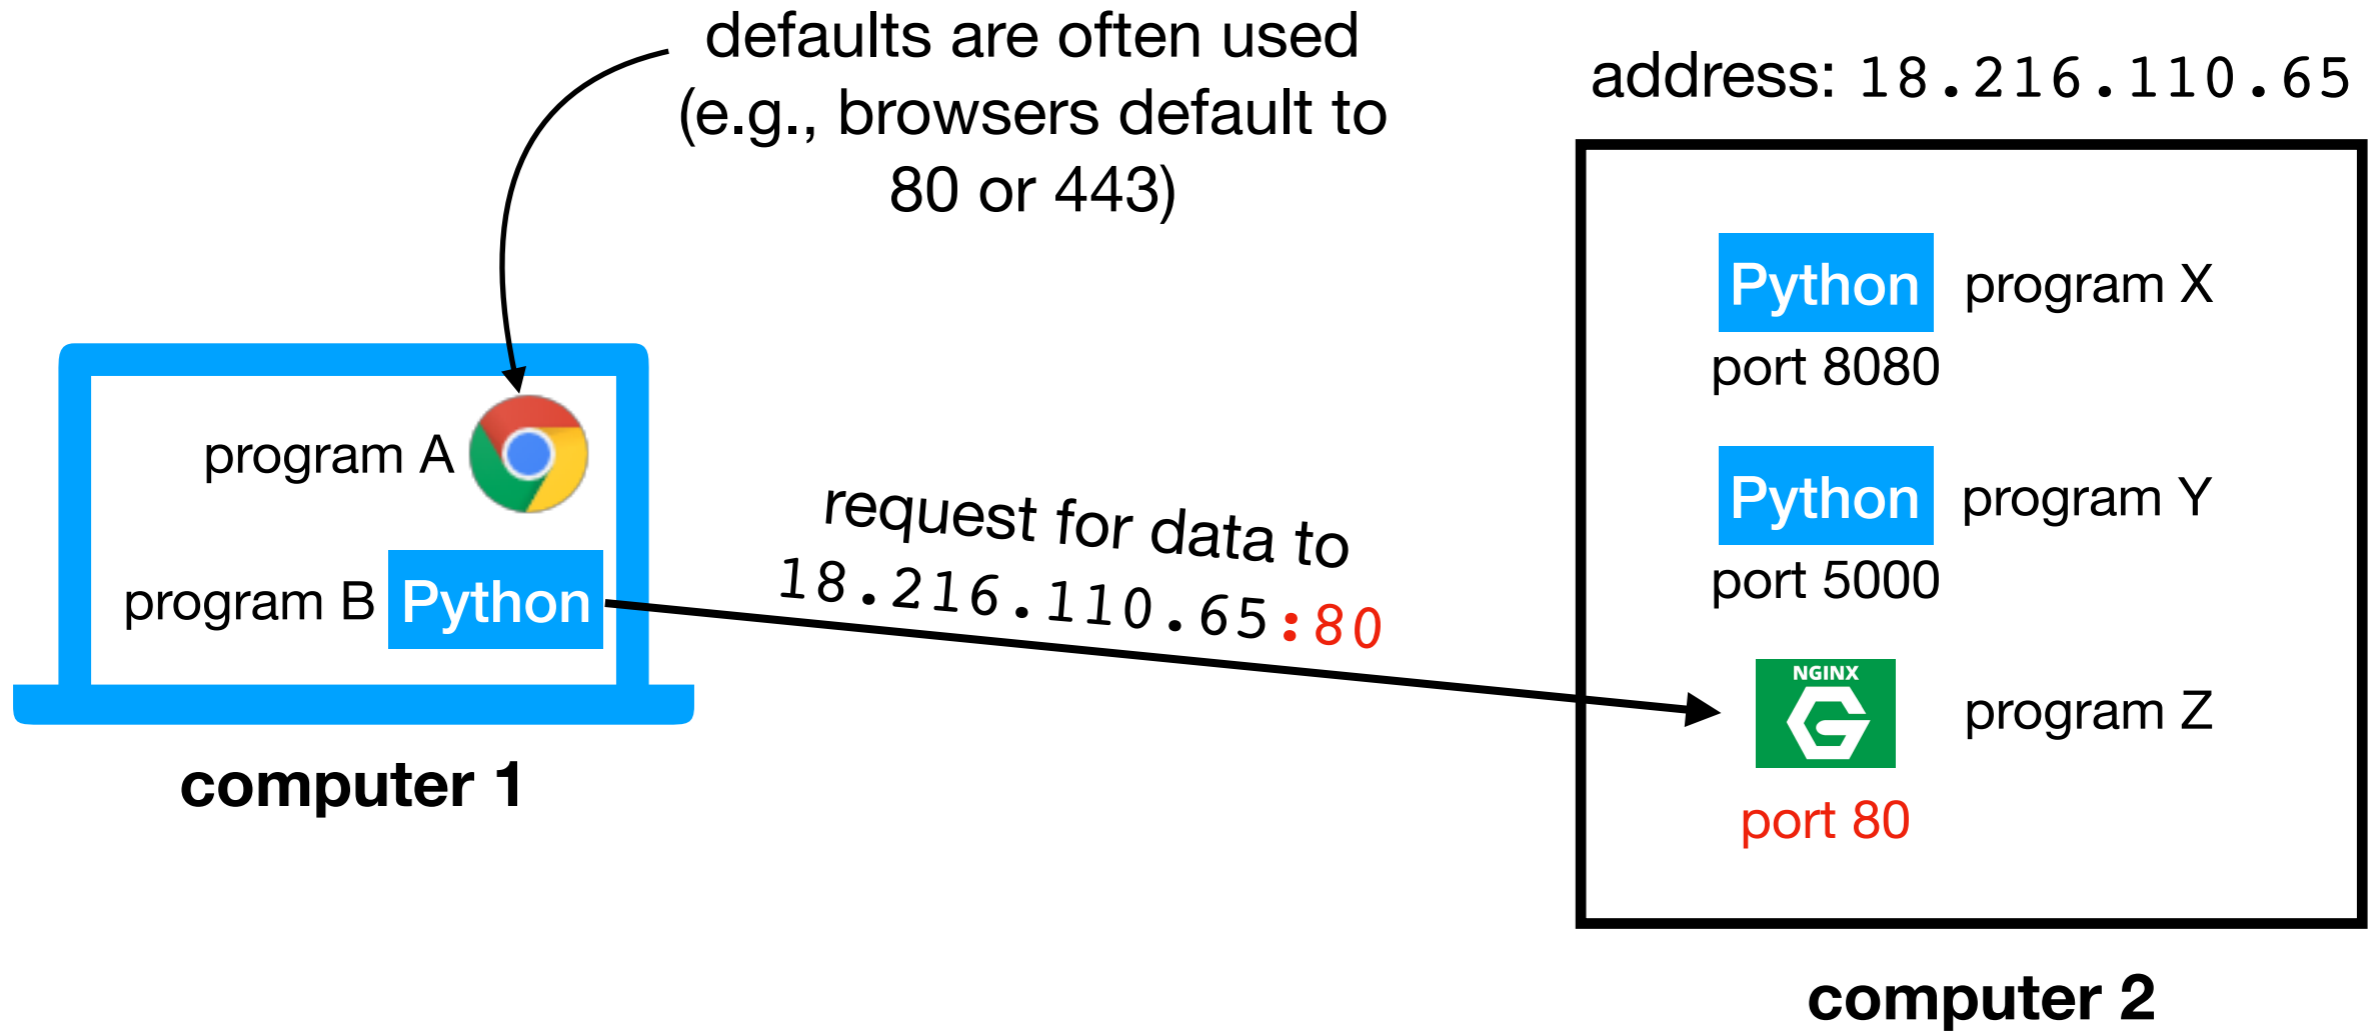 defaults are often used
(e.g., browsers default to
80 or 443)
address: 18.216.110.65
program A
program B Python
computer 1
request for data to
18.216.110.65:80
Python program X
port 8080
Python program Y
port 5000
NGINX
program Z
port 80
computer 2